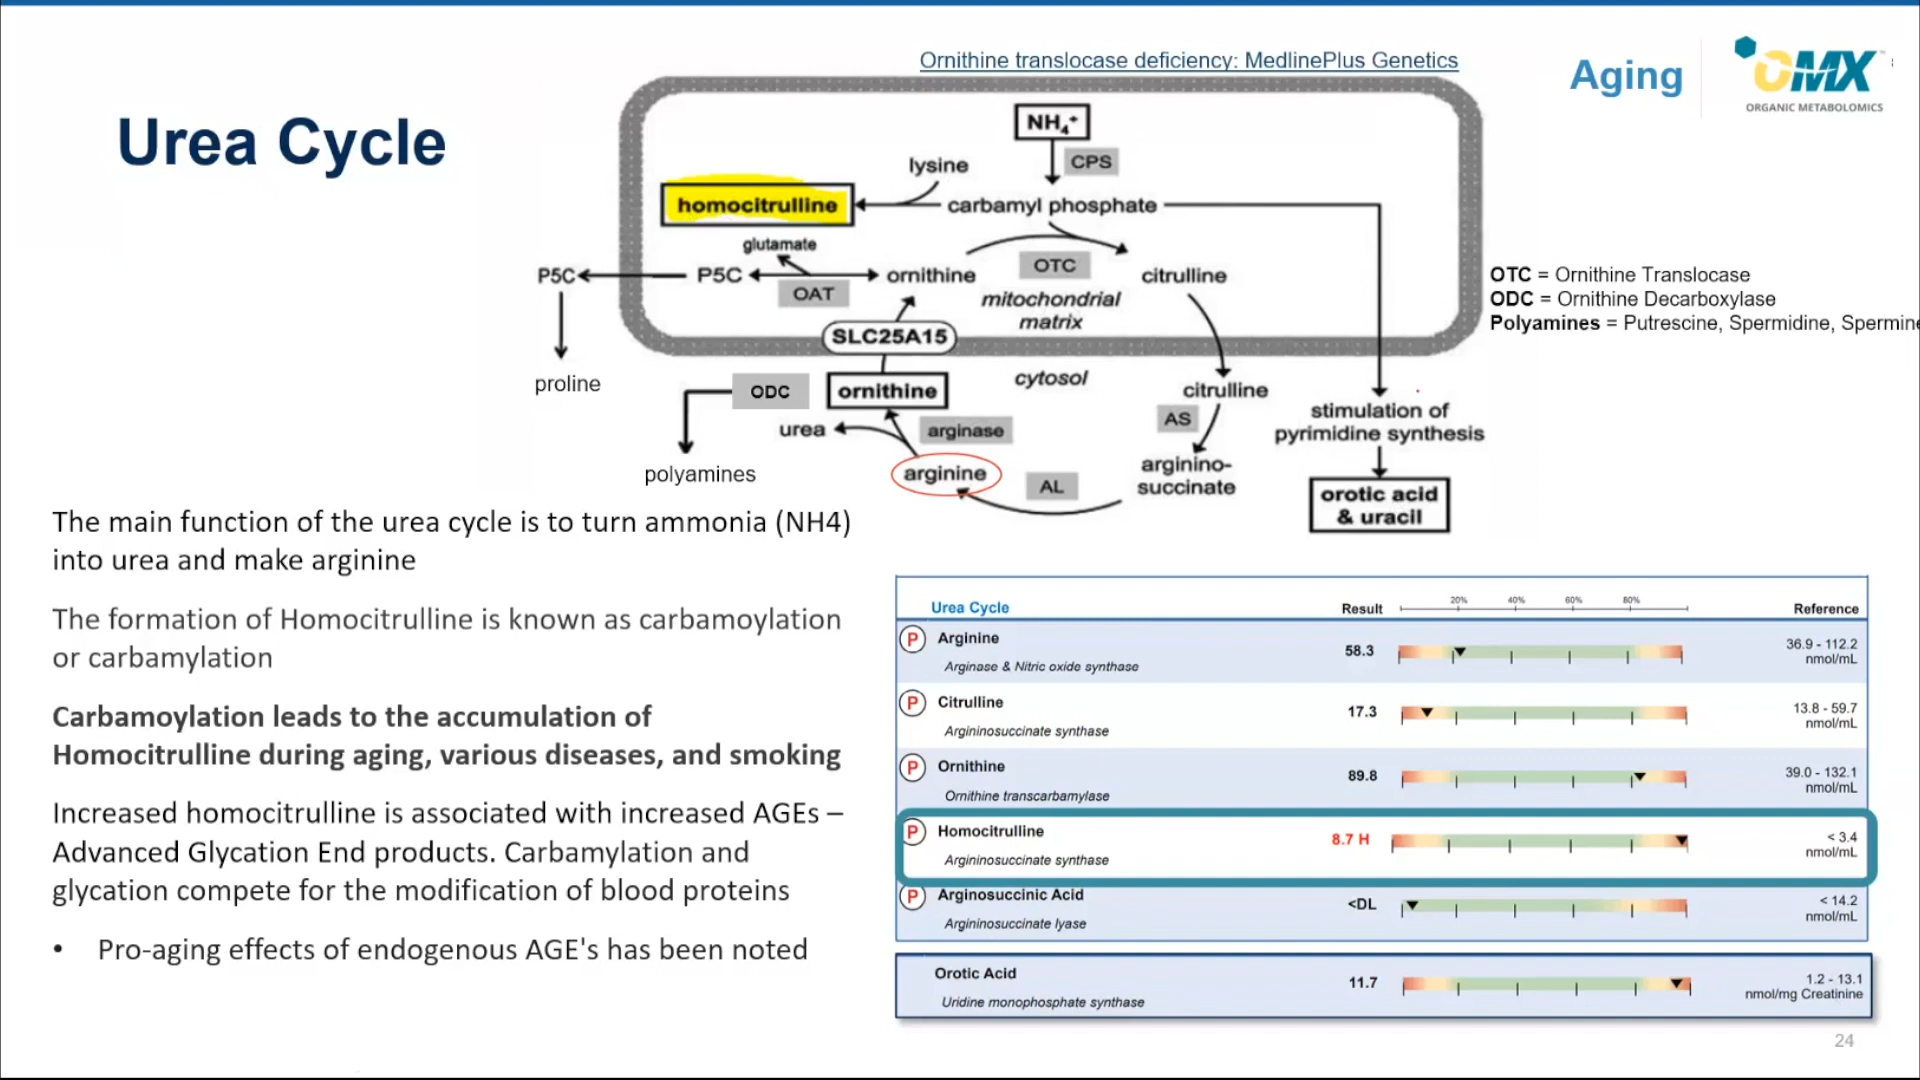 Ornithine translocase deficiency: MedlinePlus Genetics
Aging
OMX
ORGANIC METABOLOMICS
Urea Cycle
NH₄⁺
CPS
lysine
homocitrulline
carbamyl phosphate
glutamate
P5C
P5C
ornithine
OTC
citrulline
OAT
mitochondrial
matrix
SLC25A15
OTC = Ornithine Translocase
ODC = Ornithine Decarboxylase
Polyamines = Putrescine, Spermidine, Spermine
proline
ODC
ornithine
cytosol
citrulline
urea
arginase
AS
stimulation of
pyrimidine synthesis
polyamines
arginine
AL
arginino-
succinate
orotic acid
& uracil
The main function of the urea cycle is to turn ammonia (NH4)
into urea and make arginine
The formation of Homocitrulline is known as carbamoylation
or carbamylation
Carbamoylation leads to the accumulation of
Homocitrulline during aging, various diseases, and smoking
Increased homocitrulline is associated with increased AGEs –
Advanced Glycation End products. Carbamylation and
glycation compete for the modification of blood proteins
• Pro-aging effects of endogenous AGE's has been noted
Urea Cycle Result 20% 40% 60% 80% Reference
P Arginine 58.3 36.9 - 112.2
Arginase & Nitric oxide synthase nmol/mL
P Citrulline 17.3 13.8 - 59.7
Argininosuccinate synthase nmol/mL
P Ornithine 89.8 39.0 - 132.1
Ornithine transcarbamylase nmol/mL
P Homocitrulline 8.7 H < 3.4
Argininosuccinate synthase nmol/mL
P Arginosuccinic Acid <DL < 14.2
Argininosuccinate lyase nmol/mL
Orotic Acid 11.7 1.2 - 13.1
Uridine monophosphate synthase nmol/mg Creatinine
24